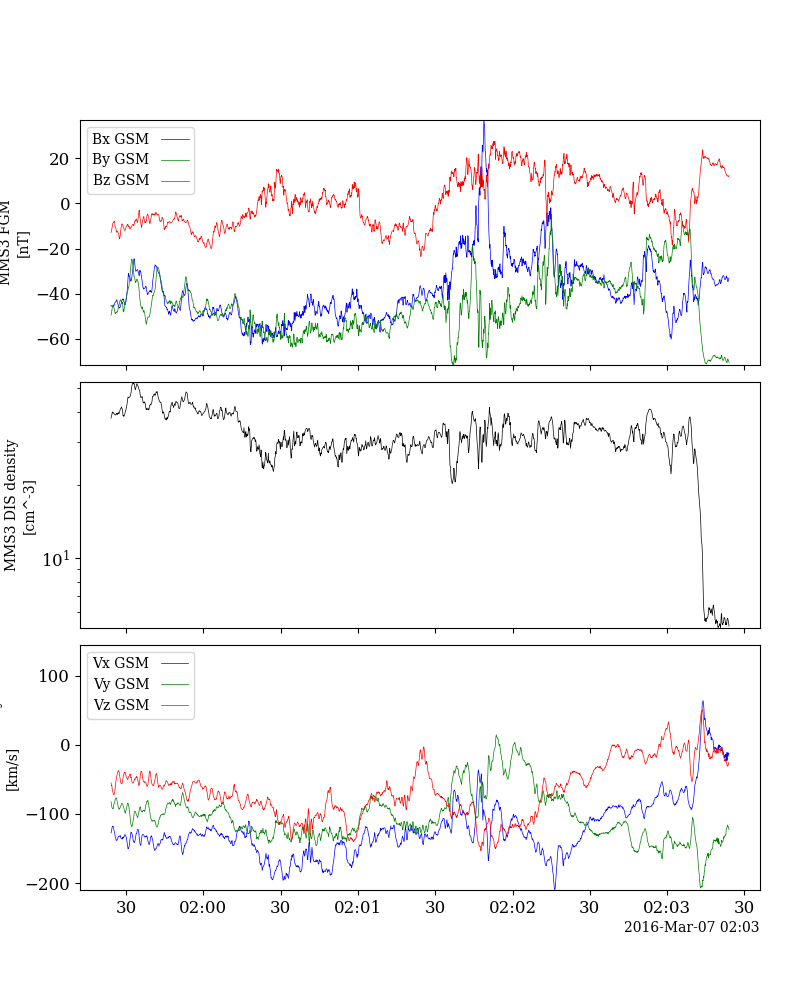 Bx GSM
By GSM
Bz GSM
20
0
−20
−40
−60
MMS3 FGM
[nT]
10^1
MMS3 DIS density
[cm^-3]
Vx GSM
Vy GSM
Vz GSM
100
0
−100
−200
[km/s]
30
02:00
30
02:01
30
02:02
30
02:03
30
2016-Mar-07 02:03